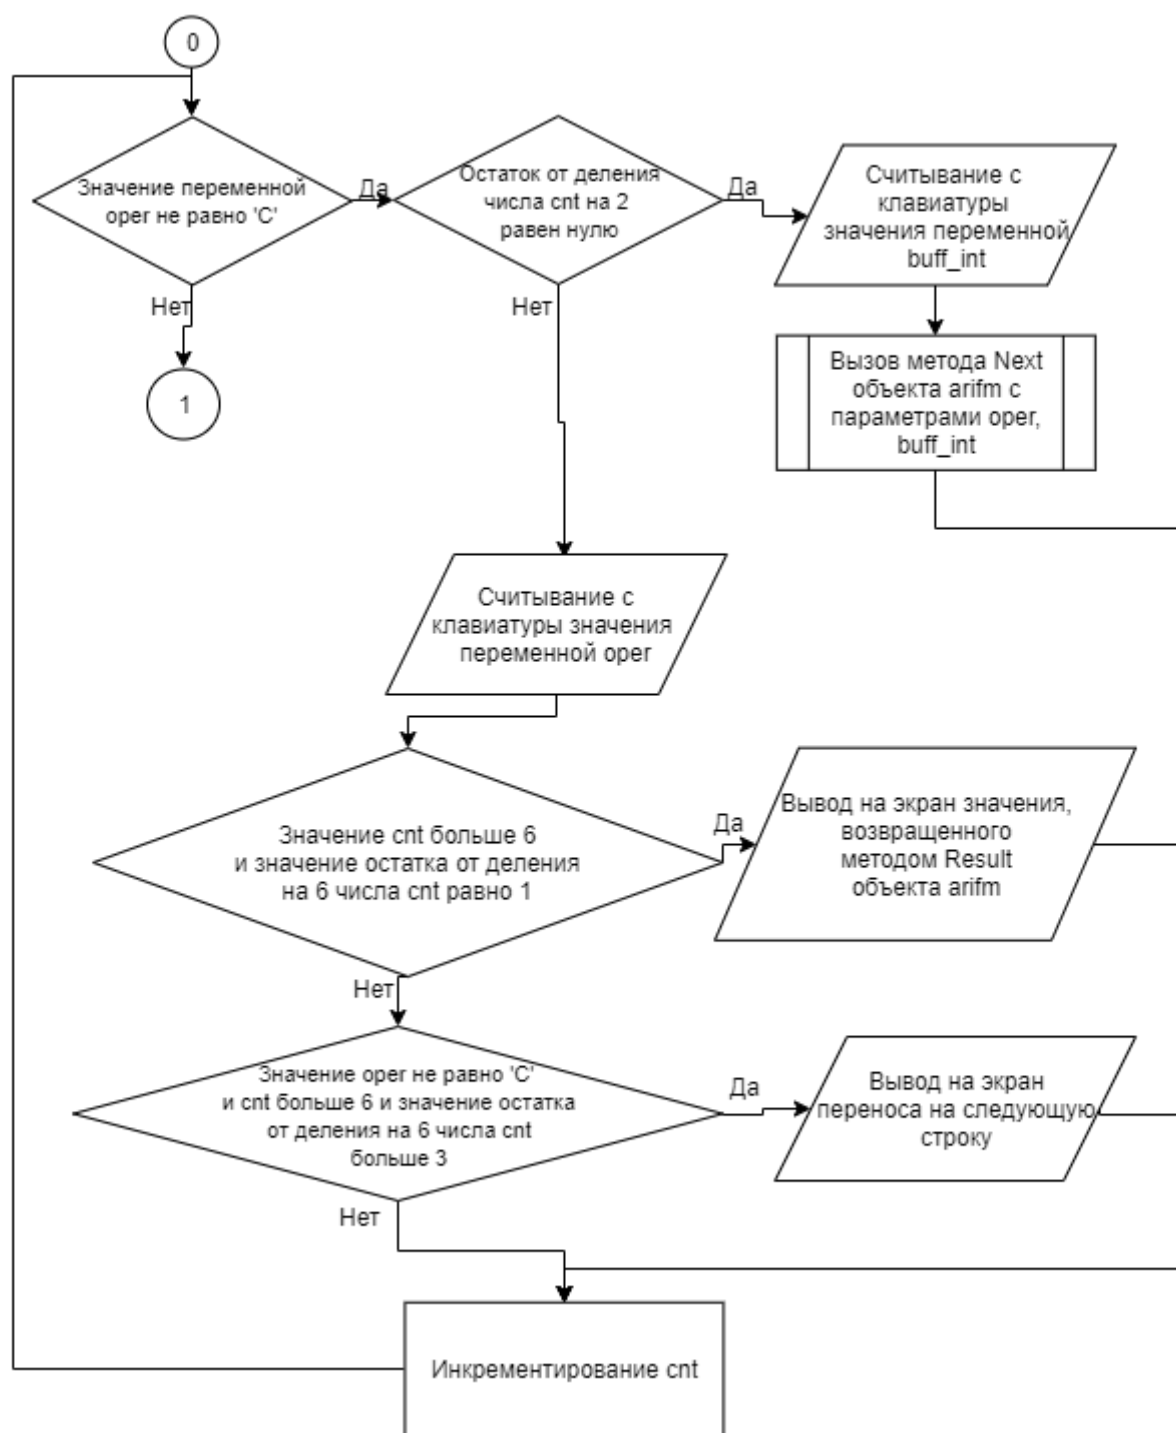 0
Значение переменной
oper не равно 'C'
Да
Остаток от деления
числа cnt на 2
равен нулю
Да
Считывание с
клавиатуры
значения переменной
buff_int
Нет
Нет
1
Вызов метода Next
объекта arifm с
параметрами oper,
buff_int
Считывание с
клавиатуры значения
переменной oper
Значение cnt больше 6
и значение остатка от деления
на 6 числа cnt равно 1
Да
Вывод на экран значения,
возвращенного
методом Result
объекта arifm
Нет
Значение oper не равно 'C'
и cnt больше 6 и значение остатка
от деления на 6 числа cnt
больше 3
Да
Вывод на экран
переноса на следующую
строку
Нет
Инкрементирование cnt